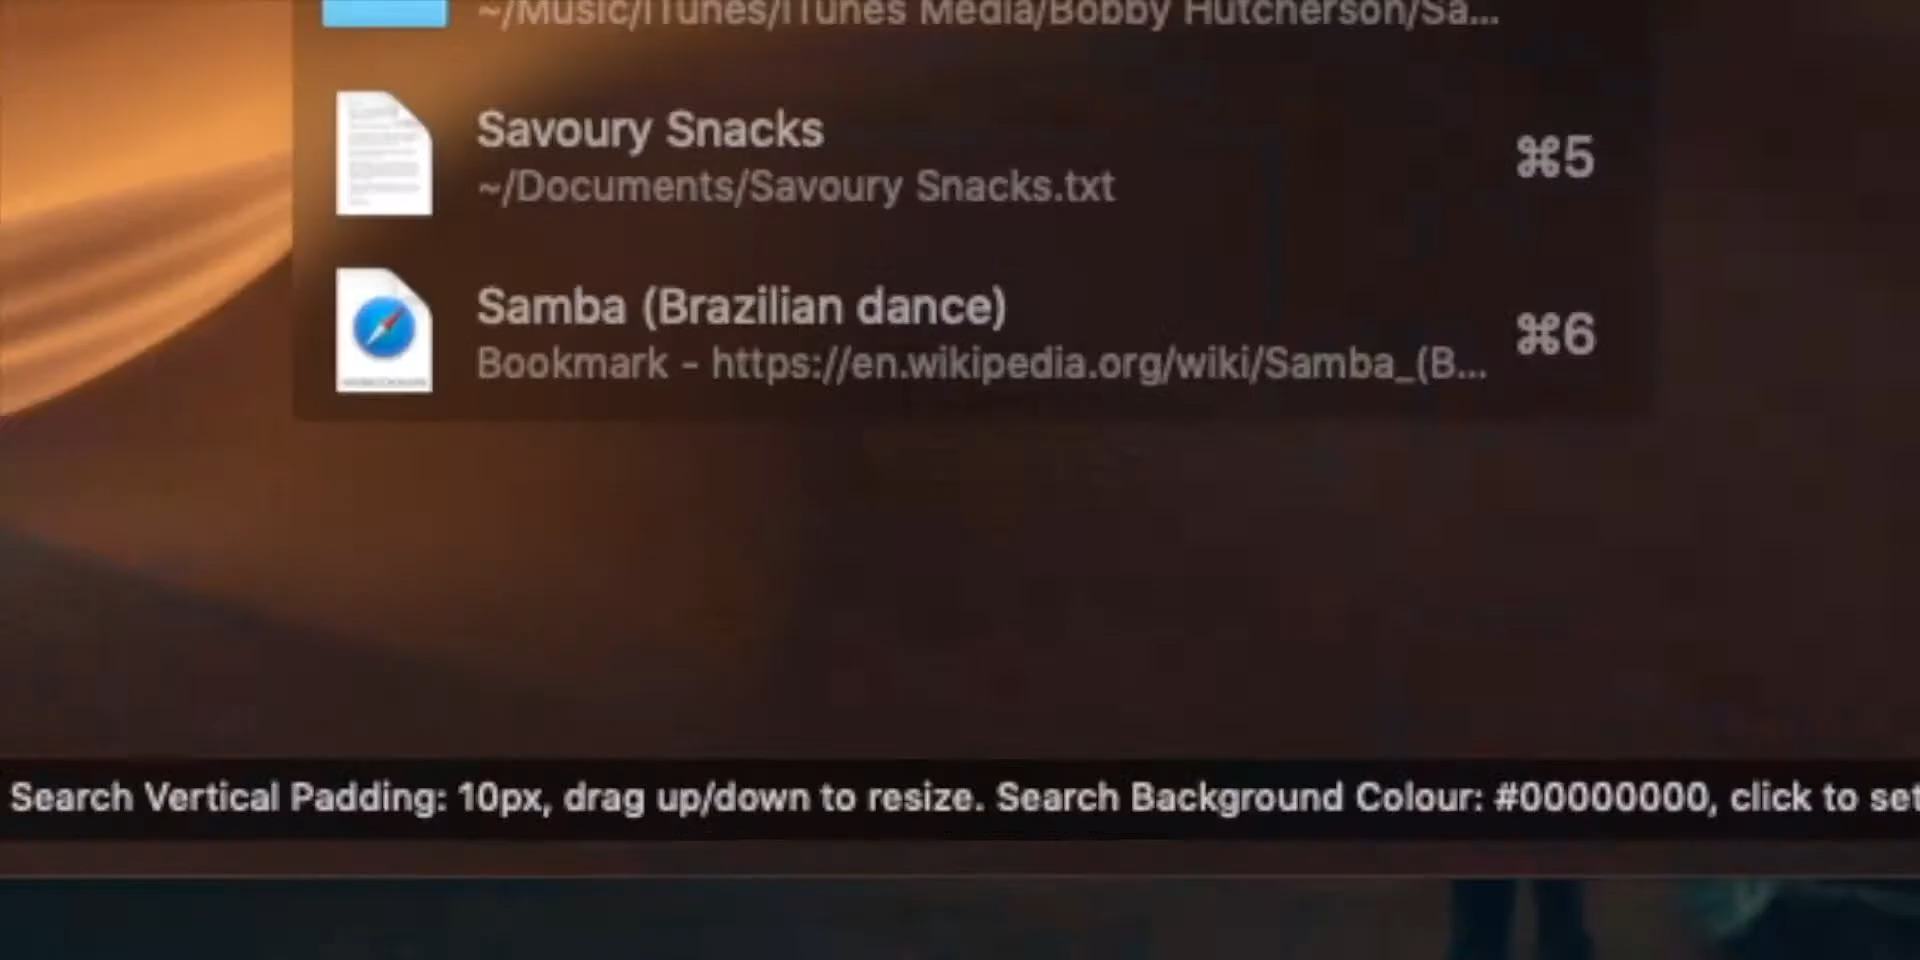 ~/Music/iTunes/iTunes Media/Bobby Hutcherson/Sa...
Savoury Snacks
~/Documents/Savoury Snacks.txt
⌘5
Samba (Brazilian dance)
Bookmark - https://en.wikipedia.org/wiki/Samba_(B...
⌘6
Search Vertical Padding: 10px, drag up/down to resize. Search Background Colour: #00000000, click to set